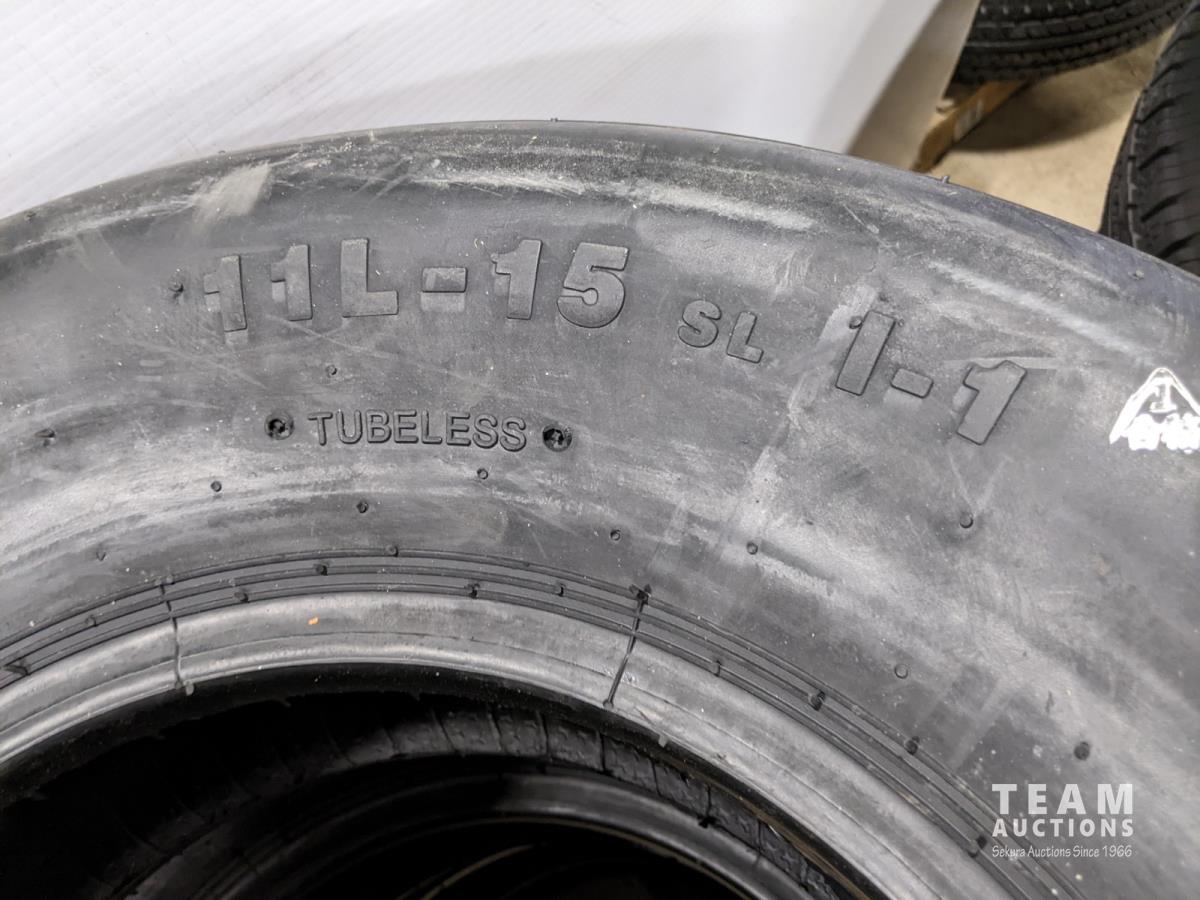 11L-15 SL I-1
TUBELESS
TEAM
AUCTIONS
Sekura Auctions Since 1966